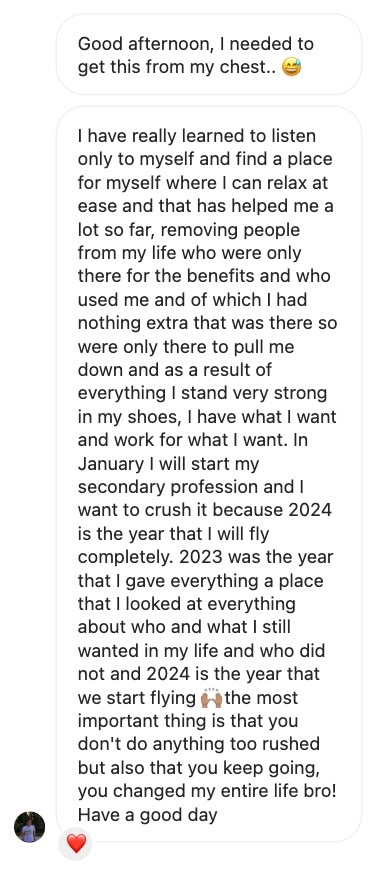 Good afternoon, I needed to
get this from my chest.. 😅
I have really learned to listen
only to myself and find a place
for myself where I can relax at
ease and that has helped me a
lot so far, removing people
from my life who were only
there for the benefits and who
used me and of which I had
nothing extra that was there so
were only there to pull me
down and as a result of
everything I stand very strong
in my shoes, I have what I want
and work for what I want. In
January I will start my
secondary profession and I
want to crush it because 2024
is the year that I will fly
completely. 2023 was the year
that I gave everything a place
that I looked at everything
about who and what I still
wanted in my life and who did
not and 2024 is the year that
we start flying 🙌🏽 the most
important thing is that you
don't do anything too rushed
but also that you keep going,
you changed my entire life bro!
Have a good day
❤️